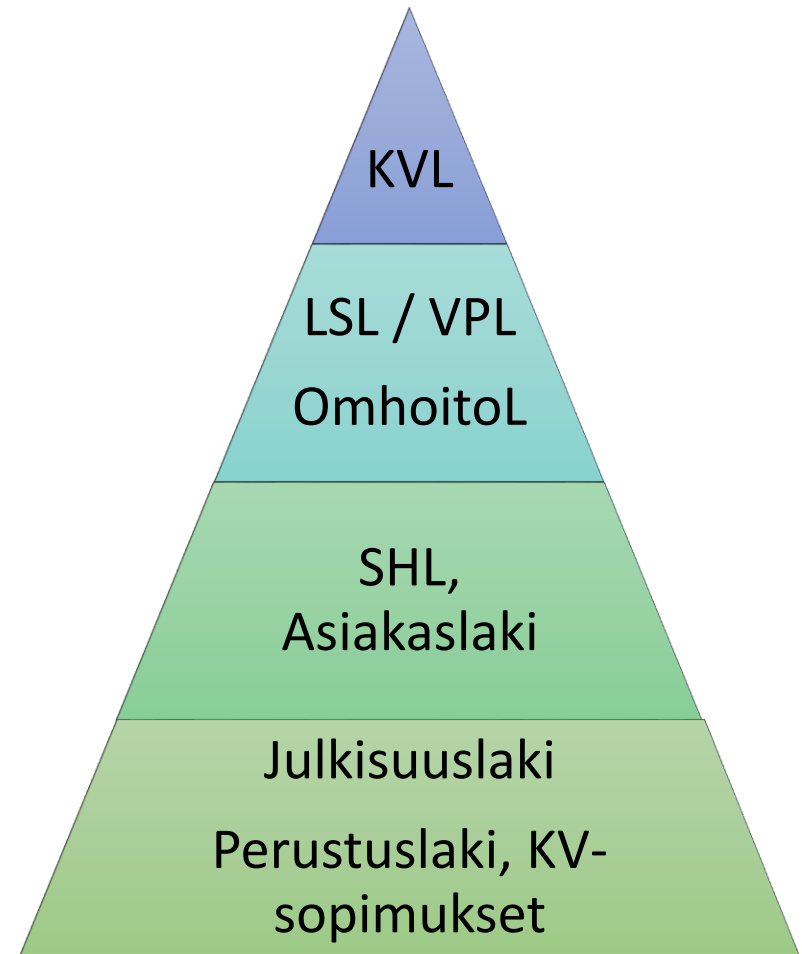 KVL
LSL / VPL
OmhoitoL
SHL,
Asiakaslaki
Julkisuuslaki
Perustuslaki, KV-
sopimukset